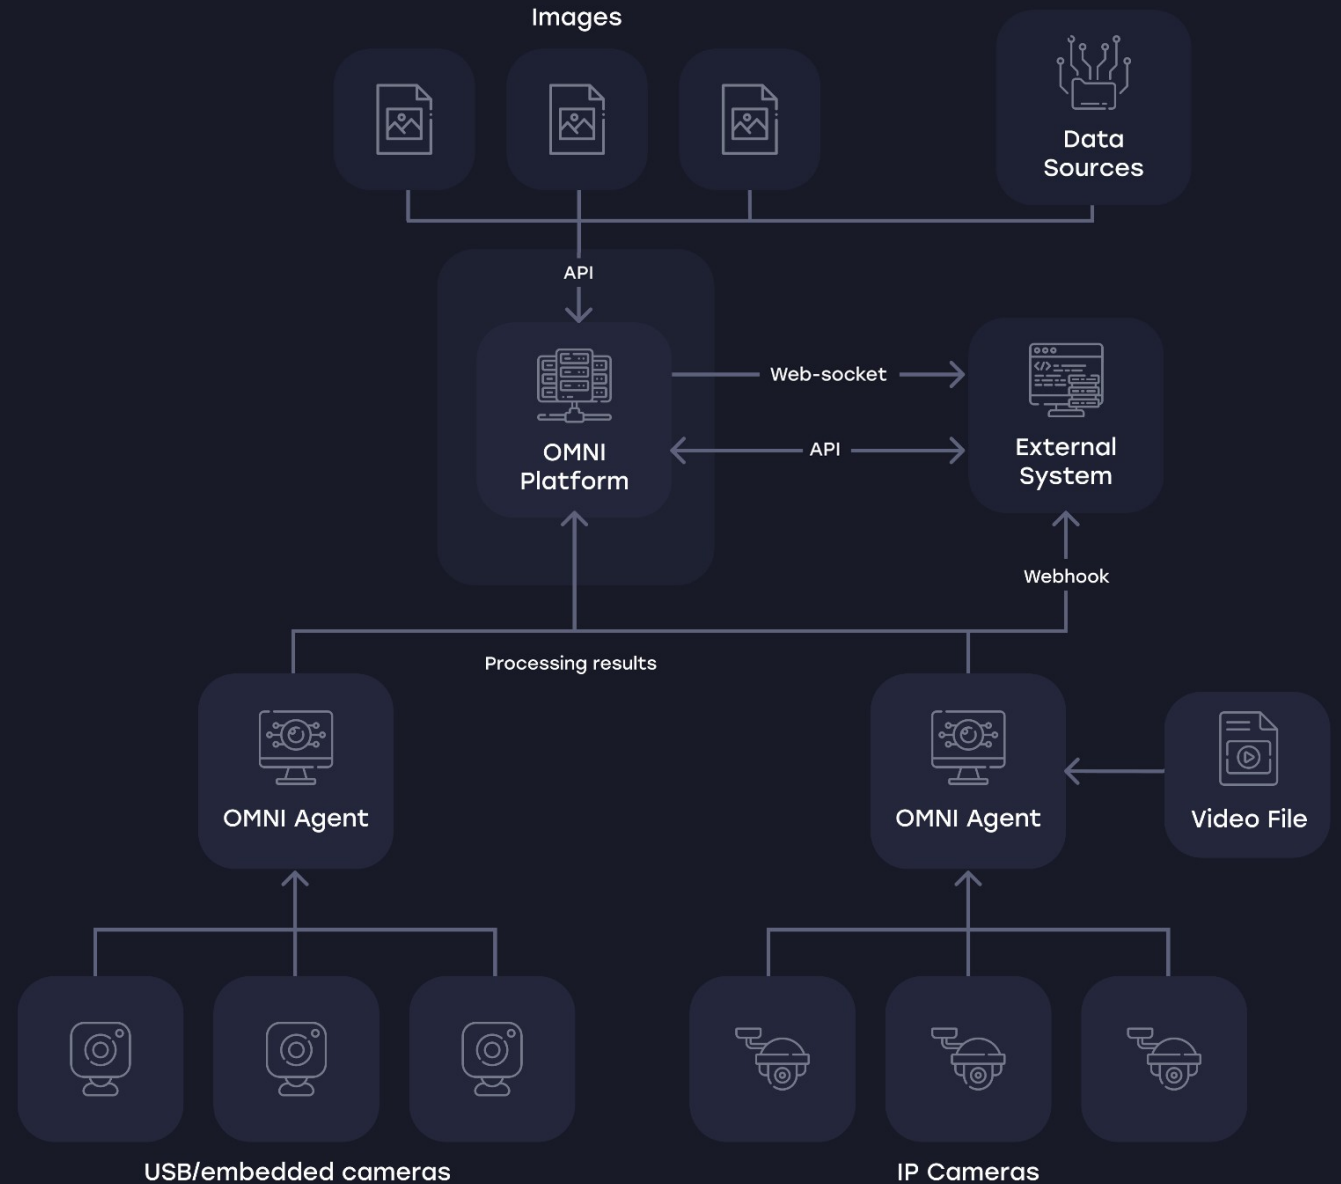 Images
Data
Sources
API
Web-socket
OMNI
Platform
API
External
System
Webhook
Processing results
OMNI Agent
OMNI Agent
Video File
USB/embedded cameras
IP Cameras